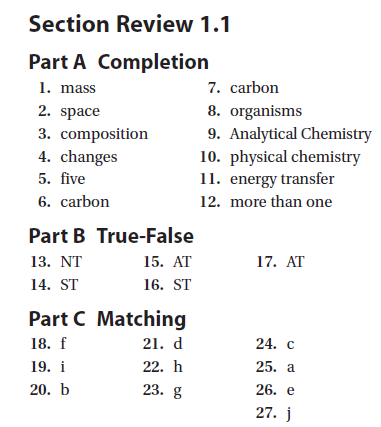 Section Review 1.1
Part A Completion
1. mass
2. space
3. composition
4. changes
5. five
6. carbon
7. carbon
8. organisms
9. Analytical Chemistry
10. physical chemistry
11. energy transfer
12. more than one
Part B True-False
13. NT
14. ST
15. AT
16. ST
17. AT
Part C Matching
18. f
19. i
20. b
21. d
22. h
23. g
24. c
25. a
26. e
27. j